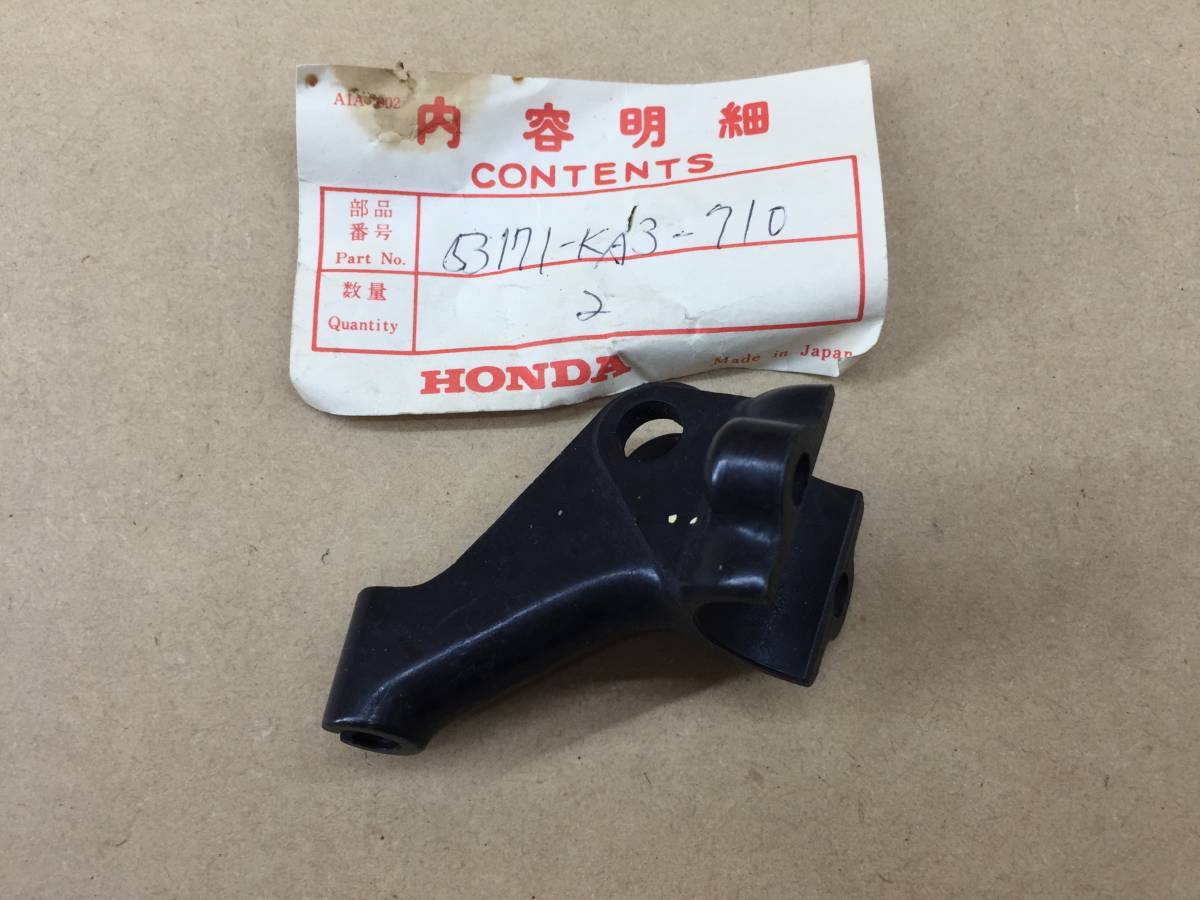 内容明細
CONTENTS
部品
番号
Part No.
53171-KA3-710
数量
Quantity
2
HONDA
Made in Japan